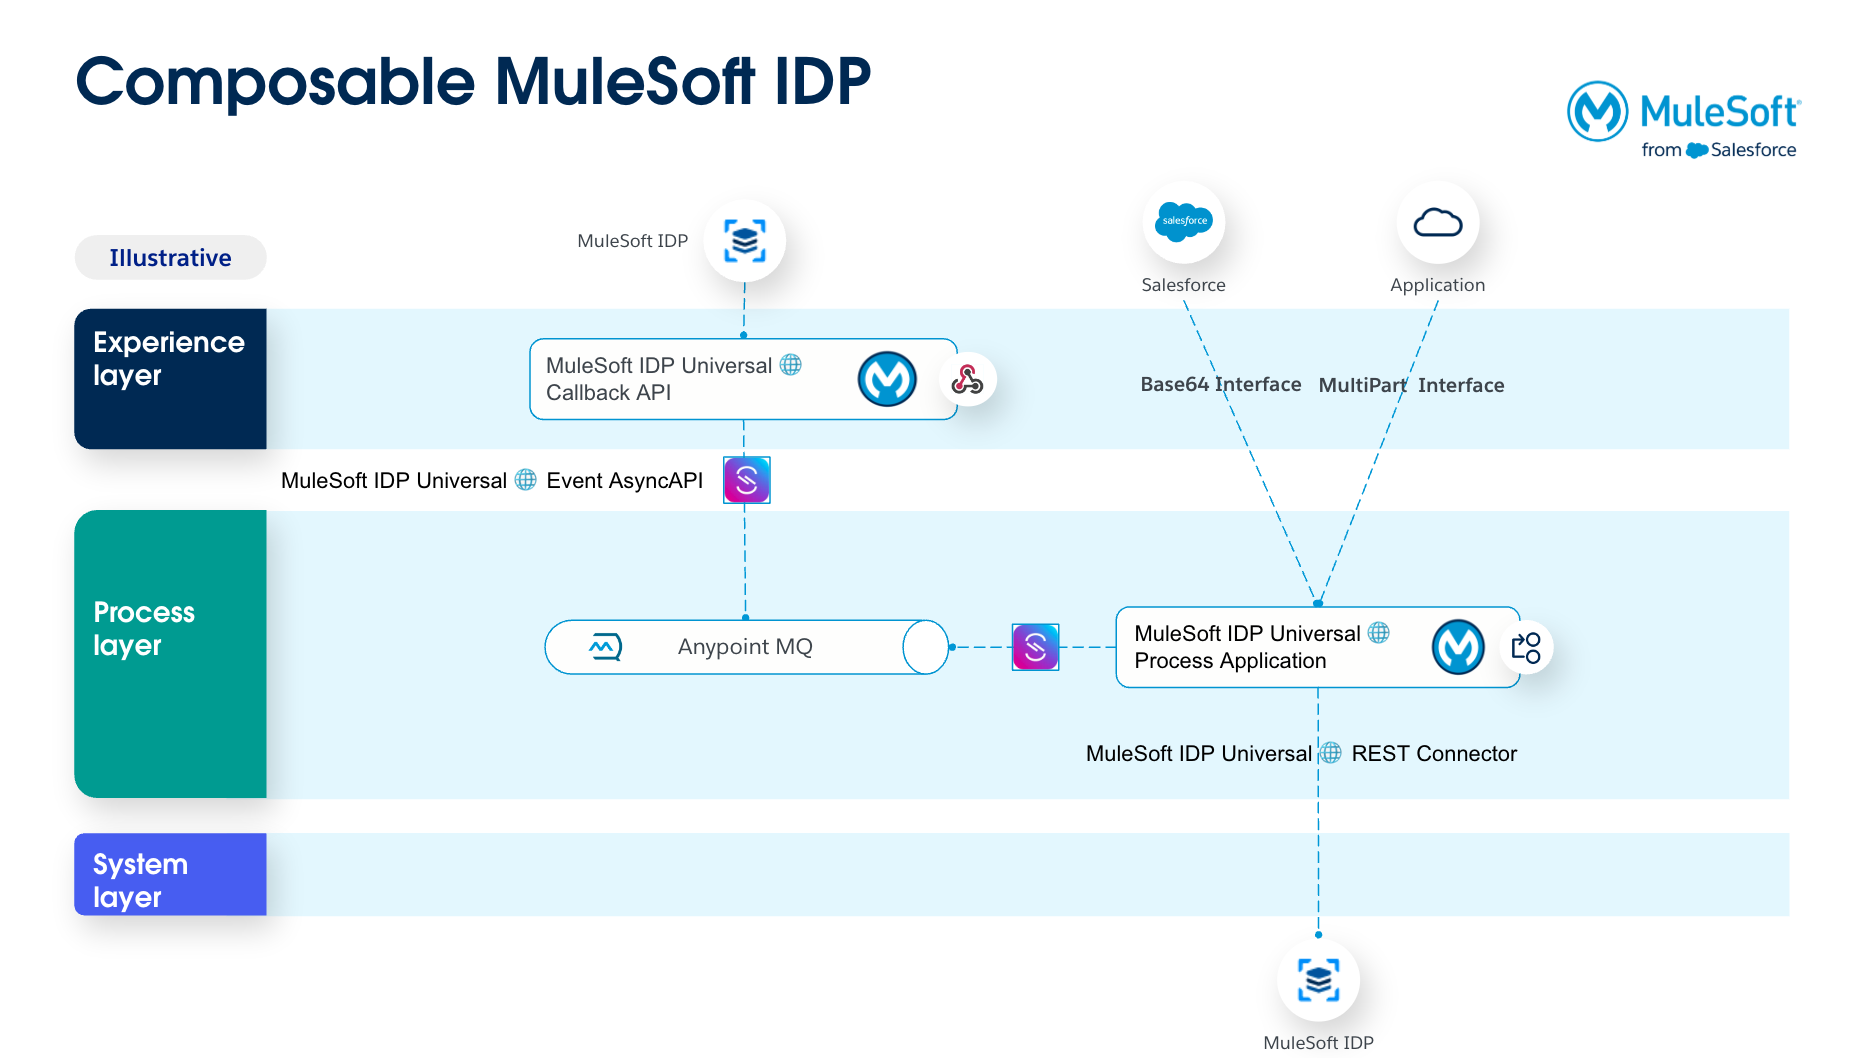 Composable MuleSoft IDP
MuleSoft
from Salesforce
Illustrative
MuleSoft IDP
salesforce
Salesforce
Application
Experience
layer
MuleSoft IDP Universal
Callback API
Base64 Interface
MultiPart Interface
MuleSoft IDP Universal Event AsyncAPI
Process
layer
Anypoint MQ
MuleSoft IDP Universal
Process Application
MuleSoft IDP Universal REST Connector
System
layer
MuleSoft IDP